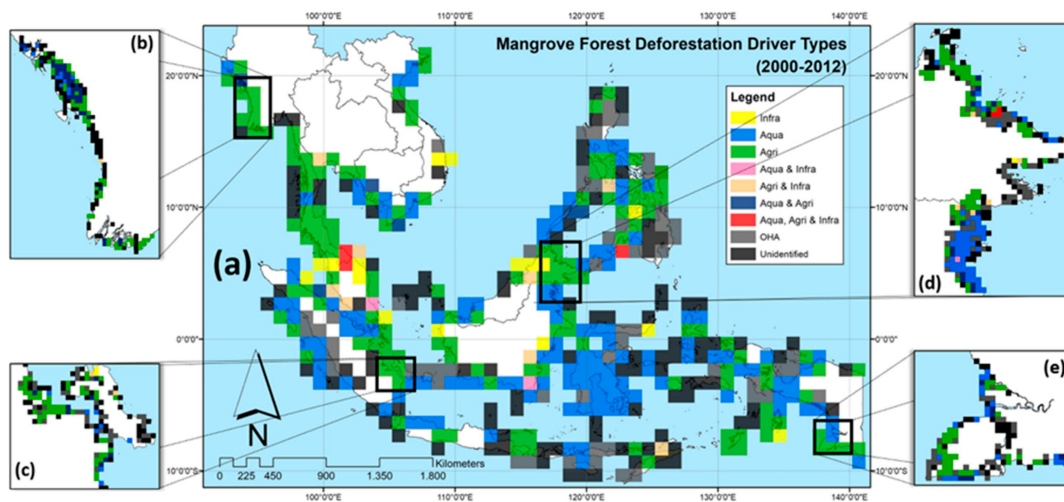 (b)
100°0'0"E
110°0'0"E
120°0'0"E
130°0'0"E
140°0'0"E
(d)
Mangrove Forest Deforestation Driver Types
(2000-2012)
20°0'0"N
20°0'0"N
Legend
Infra
Aqua
Agri
Aqua & Infra
Agri & Infra
Aqua & Agri
Aqua, Agri & Infra
OHA
Unidentified
10°0'0"N
10°0'0"N
(a)
0°0'0"
0°0'0"
(c)
N
(e)
Kilometers
0 225 450 900 1.350 1.800
10°0'0"S
10°0'0"S
100°0'0"E
110°0'0"E
120°0'0"E
130°0'0"E
140°0'0"E